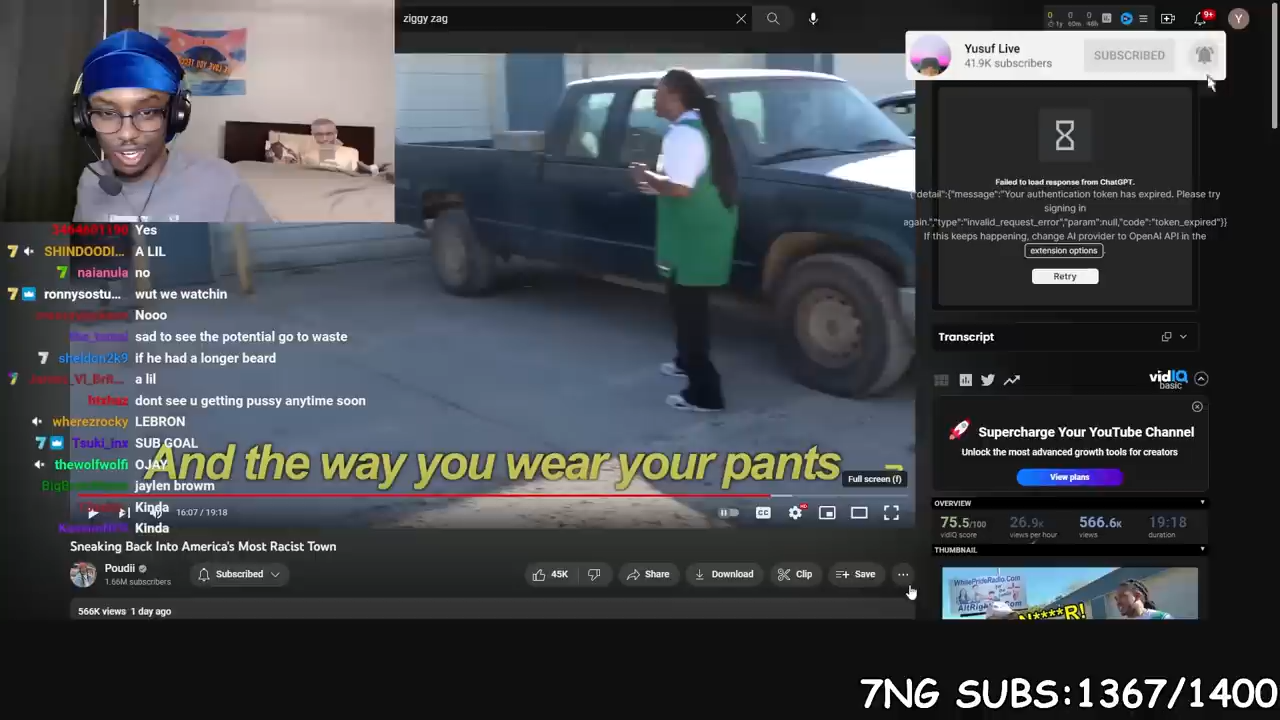 ziggy zag
9+
Y
Yusuf Live
41.9K subscribers
SUBSCRIBED
Failed to load response from ChatGPT.
{"detail":{"message":"Your authentication token has expired. Please try
signing in
again.","type":"invalid_request_error","param":null,"code":"token_expired"}}
If this keeps happening, change AI provider to OpenAI API in the
extension options.
Retry
Transcript
vidIQ
basic
Supercharge Your YouTube Channel
Unlock the most advanced growth tools for creators
View plans
OVERVIEW
75.5/100
26.9K
566.6K
19:18
vidIQ score
views per hour
views
duration
THUMBNAIL
WhitePrideRadio.Com
N****R!
3464601190 Yes
SHINDOODI... A LIL
naianula no
ronnysostu... wut we watchin
Nooo
sad to see the potential go to waste
sheldon2k9 if he had a longer beard
a lil
dont see u getting pussy anytime soon
wherezrocky LEBRON
Tsuki_inx SUB GOAL
thewolfwolfi OJAY
jaylen browm
Kinda
Kinda
And the way you wear your pants
Full screen (f)
16:07 / 19:18
Sneaking Back Into America's Most Racist Town
Poudii
1.66M subscribers
Subscribed
45K
Share
Download
Clip
Save
566K views 1 day ago
7NG SUBS:1367/1400